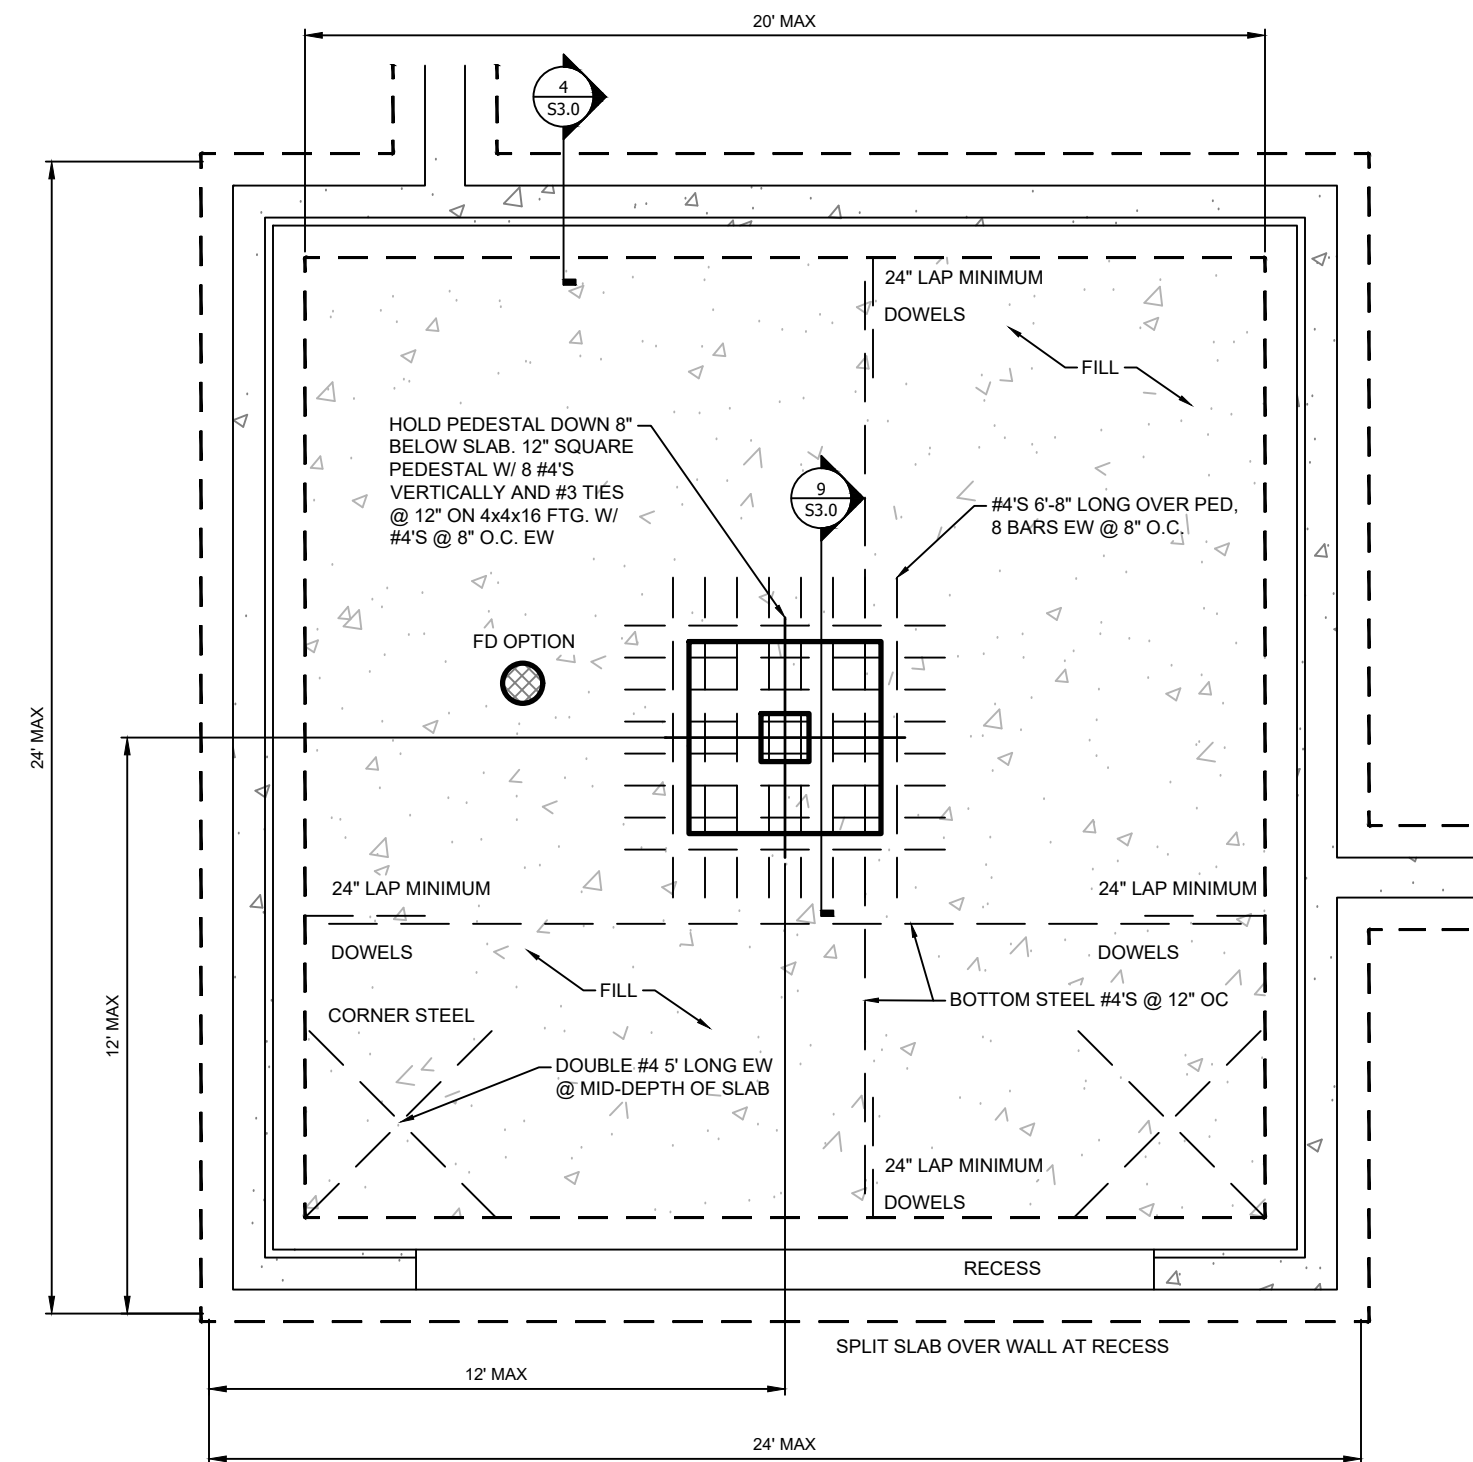 20' MAX
4
S3.0
24" LAP MINIMUM
DOWELS
FILL
HOLD PEDESTAL DOWN 8"
BELOW SLAB. 12" SQUARE
PEDESTAL W/ 8 #4'S
VERTICALLY AND #3 TIES
@ 12" ON 4x4x16 FTG. W/
#4'S @ 8" O.C. EW
9
S3.0
#4'S 6'-8" LONG OVER PED,
8 BARS EW @ 8" O.C.
FD OPTION
24' MAX
12' MAX
24" LAP MINIMUM
DOWELS
24" LAP MINIMUM
DOWELS
FILL
BOTTOM STEEL #4'S @ 12" OC
CORNER STEEL
DOUBLE #4 5' LONG EW
@ MID-DEPTH OF SLAB
24" LAP MINIMUM
DOWELS
RECESS
SPLIT SLAB OVER WALL AT RECESS
12' MAX
24' MAX